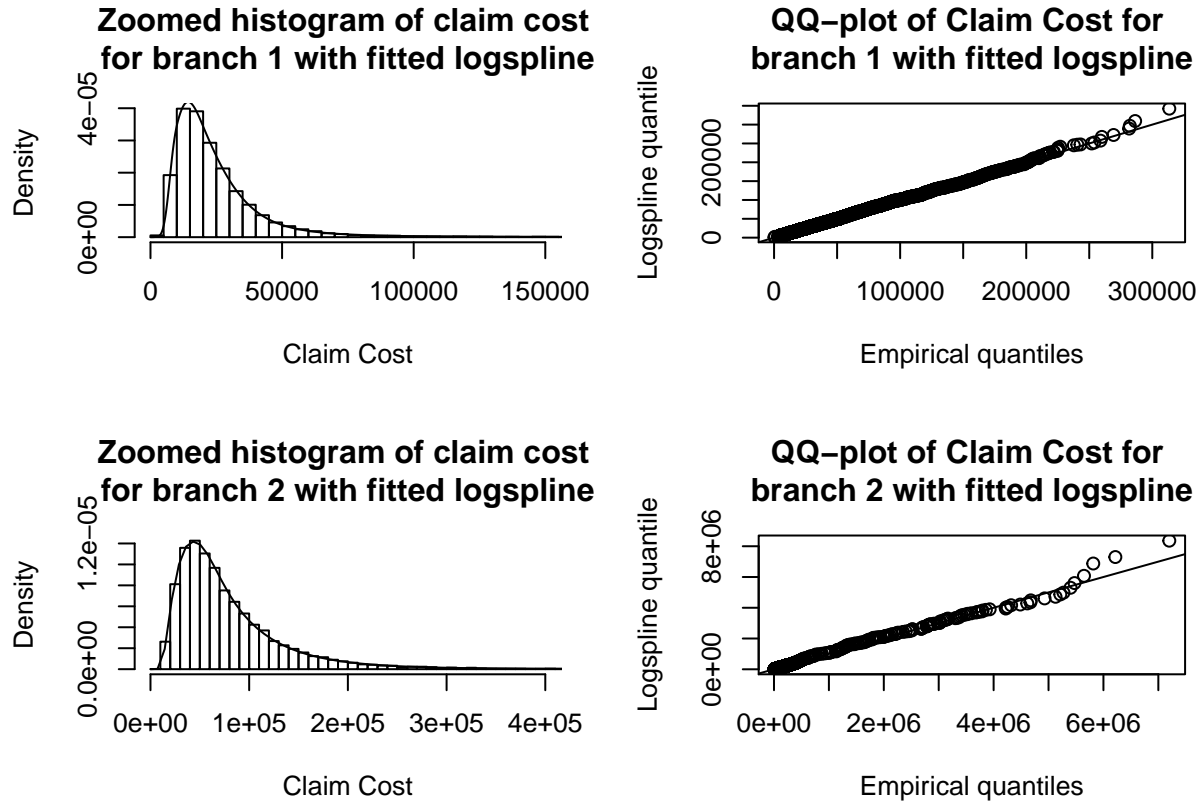 Zoomed histogram of claim cost
for branch 1 with fitted logspline
Density
0e+00
4e−05
0
50000
100000
150000
Claim Cost
QQ−plot of Claim Cost for
branch 1 with fitted logspline
Logspline quantile
0
200000
0
100000
200000
300000
Empirical quantiles
Zoomed histogram of claim cost
for branch 2 with fitted logspline
Density
0.0e+00
1.2e−05
0e+00
1e+05
2e+05
3e+05
4e+05
Claim Cost
QQ−plot of Claim Cost for
branch 2 with fitted logspline
Logspline quantile
0e+00
8e+06
0e+00
2e+06
4e+06
6e+06
Empirical quantiles